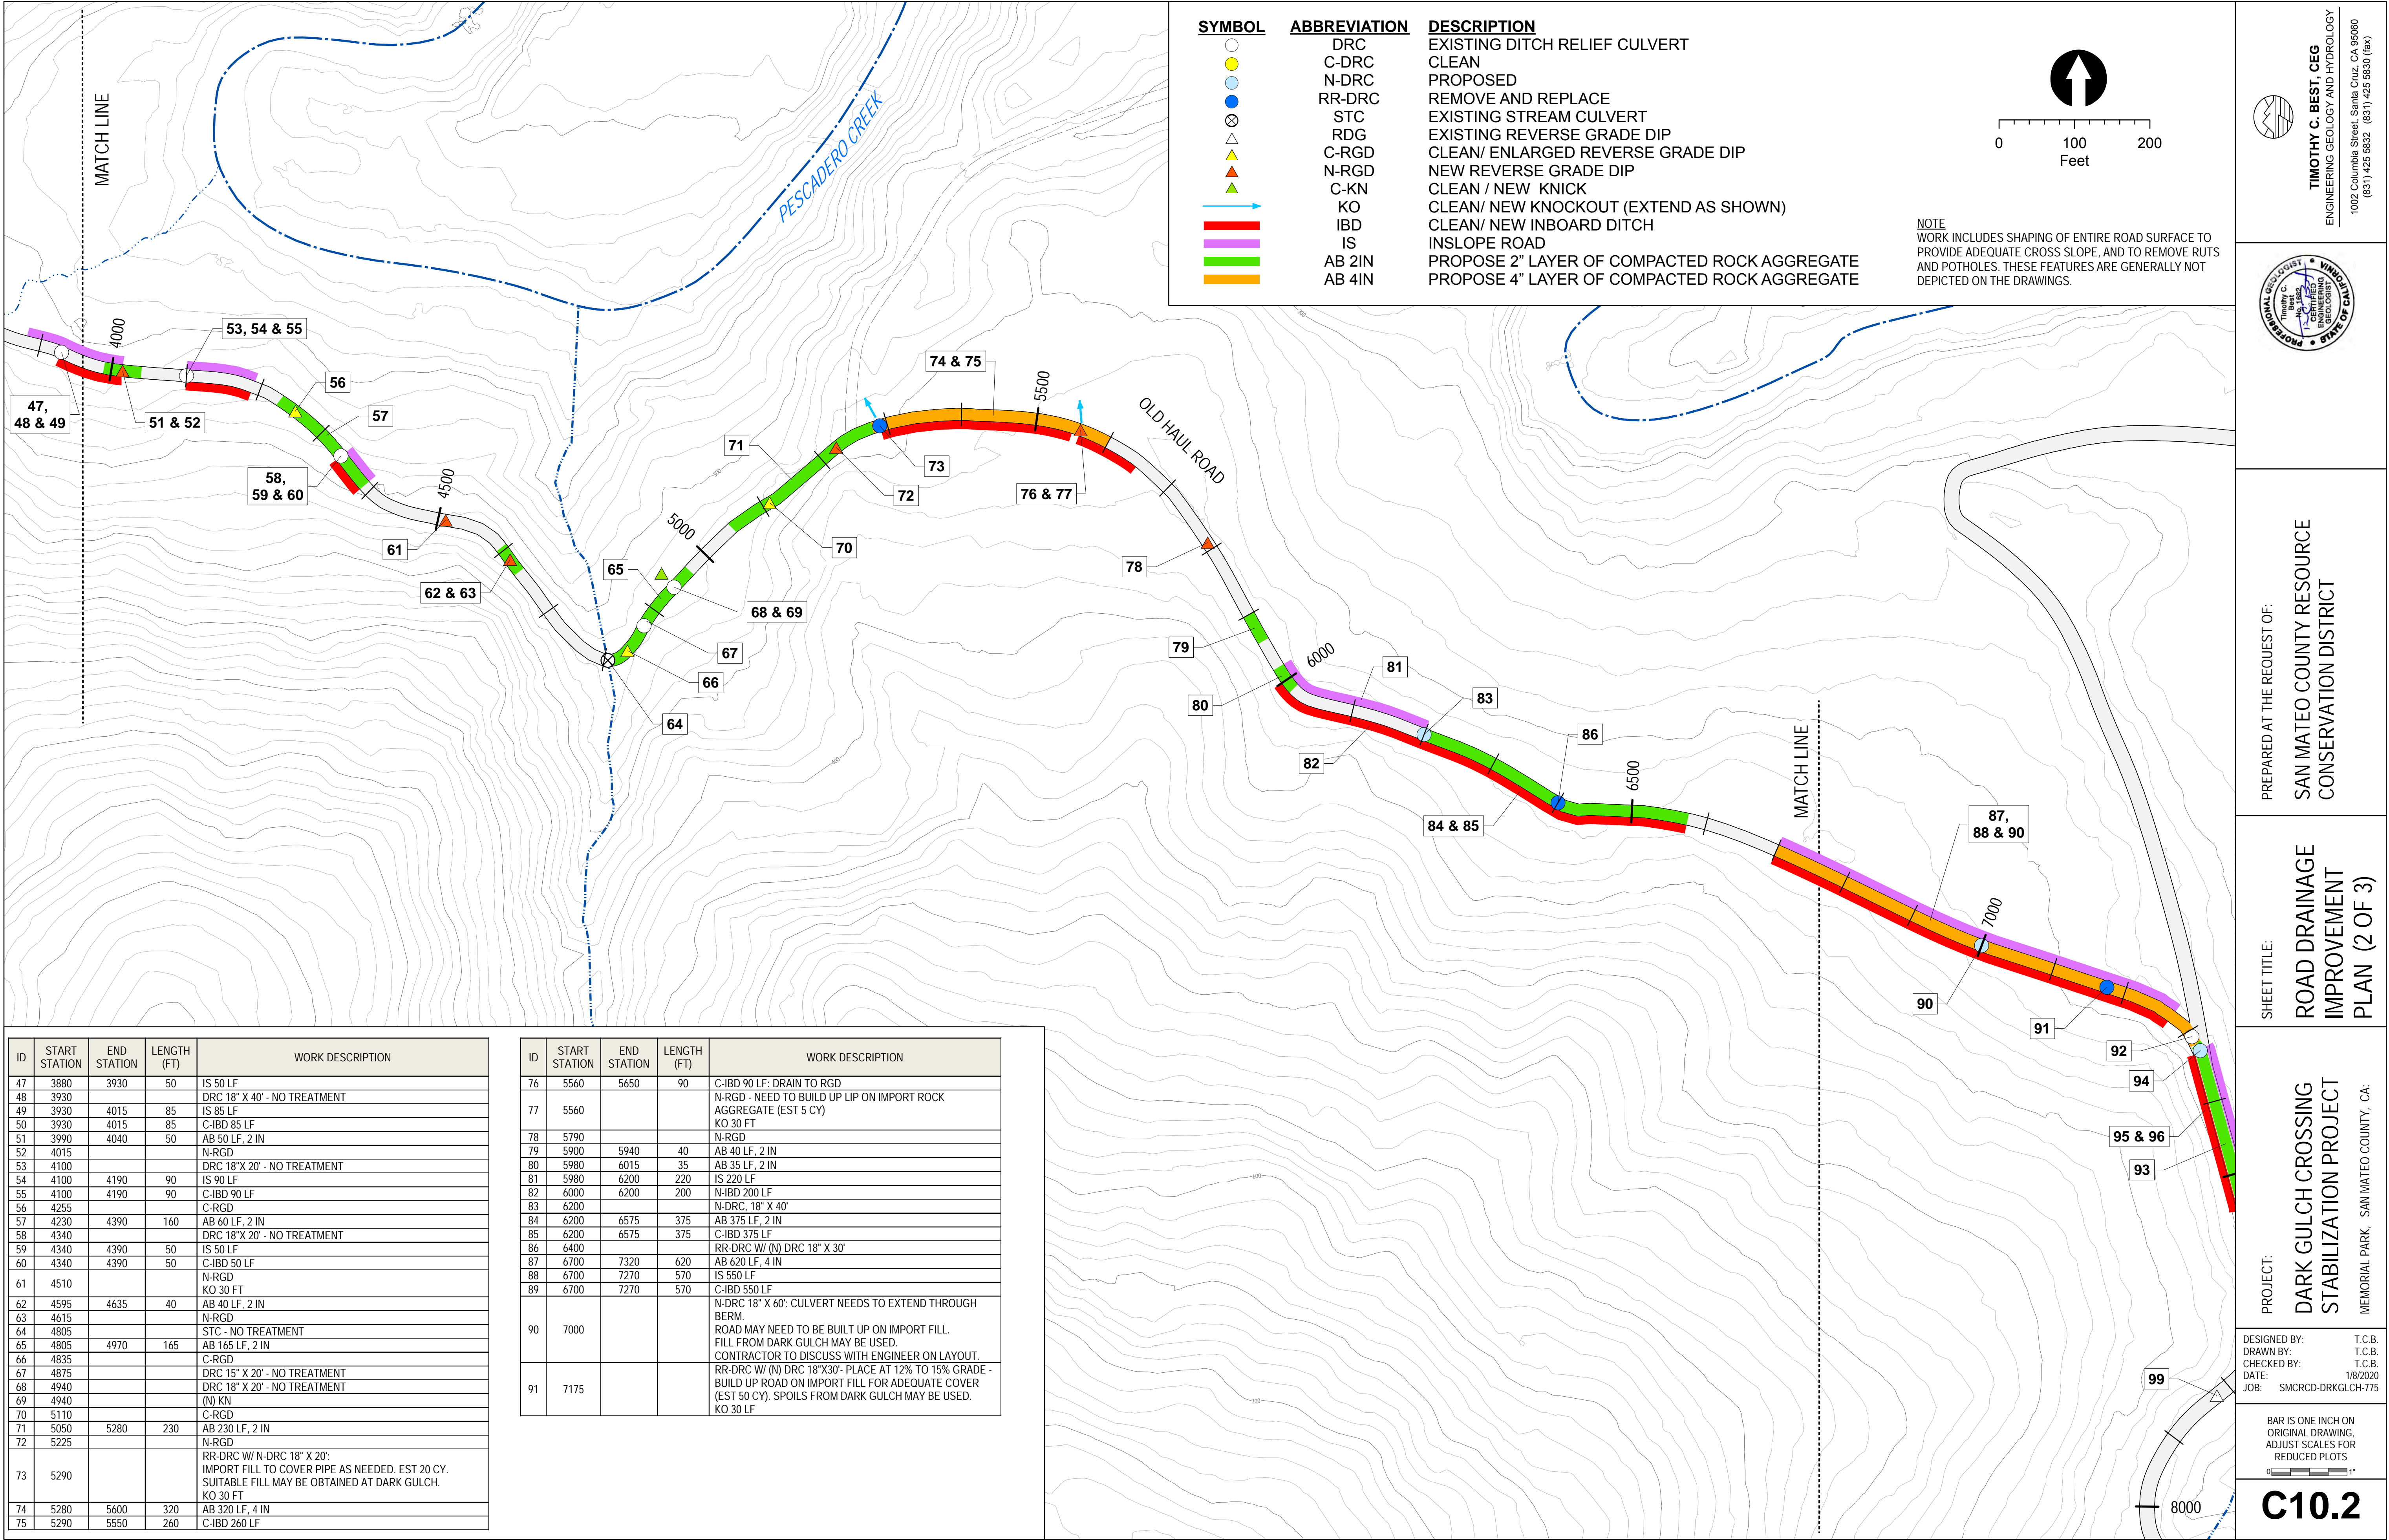 SYMBOL ABBREVIATION DESCRIPTION
DRC EXISTING DITCH RELIEF CULVERT
C-DRC CLEAN
N-DRC PROPOSED
RR-DRC REMOVE AND REPLACE
STC EXISTING STREAM CULVERT
RDG EXISTING REVERSE GRADE DIP
C-RGD CLEAN/ ENLARGED REVERSE GRADE DIP
N-RGD NEW REVERSE GRADE DIP
C-KN CLEAN / NEW KNICK
KO CLEAN/ NEW KNOCKOUT (EXTEND AS SHOWN)
IBD CLEAN/ NEW INBOARD DITCH
IS INSLOPE ROAD
AB 2IN PROPOSE 2” LAYER OF COMPACTED ROCK AGGREGATE
AB 4IN PROPOSE 4” LAYER OF COMPACTED ROCK AGGREGATE
0 100 200
Feet
NOTE
WORK INCLUDES SHAPING OF ENTIRE ROAD SURFACE TO
PROVIDE ADEQUATE CROSS SLOPE, AND TO REMOVE RUTS
AND POTHOLES. THESE FEATURES ARE GENERALLY NOT
DEPICTED ON THE DRAWINGS.
MATCH LINE
PESCADERO CREEK
4000
53, 54 & 55
47,
48 & 49
51 & 52
56
57
58,
59 & 60
4500
61
62 & 63
64
65
66
67
68 & 69
5000
70
71
72
73
74 & 75
5500
76 & 77
OLD HAUL ROAD
78
79
80
6000
81
82
83
84 & 85
86
6500
MATCH LINE
87,
88 & 90
7000
90
91
92
94
95 & 96
93
99
8000
300
300
400
600
700
ID START STATION END STATION LENGTH (FT) WORK DESCRIPTION
47 3880 3930 50 IS 50 LF
48 3930 DRC 18" X 40' - NO TREATMENT
49 3930 4015 85 IS 85 LF
50 3930 4015 85 C-IBD 85 LF
51 3990 4040 50 AB 50 LF, 2 IN
52 4015 N-RGD
53 4100 DRC 18"X 20' - NO TREATMENT
54 4100 4190 90 IS 90 LF
55 4100 4190 90 C-IBD 90 LF
56 4255 C-RGD
57 4230 4390 160 AB 60 LF, 2 IN
58 4340 DRC 18"X 20' - NO TREATMENT
59 4340 4390 50 IS 50 LF
60 4340 4390 50 C-IBD 50 LF
61 4510 N-RGD
KO 30 FT
62 4595 4635 40 AB 40 LF, 2 IN
63 4615 N-RGD
64 4805 STC - NO TREATMENT
65 4805 4970 165 AB 165 LF, 2 IN
66 4835 C-RGD
67 4875 DRC 15" X 20' - NO TREATMENT
68 4940 DRC 18" X 20' - NO TREATMENT
69 4940 (N) KN
70 5110 C-RGD
71 5050 5280 230 AB 230 LF, 2 IN
72 5225 N-RGD
73 5290 RR-DRC W/ N-DRC 18" X 20':
IMPORT FILL TO COVER PIPE AS NEEDED. EST 20 CY.
SUITABLE FILL MAY BE OBTAINED AT DARK GULCH.
KO 30 FT
74 5280 5600 320 AB 320 LF, 4 IN
75 5290 5550 260 C-IBD 260 LF
ID START STATION END STATION LENGTH (FT) WORK DESCRIPTION
76 5560 5650 90 C-IBD 90 LF: DRAIN TO RGD
77 5560 N-RGD - NEED TO BUILD UP LIP ON IMPORT ROCK
AGGREGATE (EST 5 CY)
KO 30 FT
78 5790 N-RGD
79 5900 5940 40 AB 40 LF, 2 IN
80 5980 6015 35 AB 35 LF, 2 IN
81 5980 6200 220 IS 220 LF
82 6000 6200 200 N-IBD 200 LF
83 6200 N-DRC, 18" X 40'
84 6200 6575 375 AB 375 LF, 2 IN
85 6200 6575 375 C-IBD 375 LF
86 6400 RR-DRC W/ (N) DRC 18" X 30'
87 6700 7320 620 AB 620 LF, 4 IN
88 6700 7270 570 IS 550 LF
89 6700 7270 570 C-IBD 550 LF
90 7000 N-DRC 18" X 60': CULVERT NEEDS TO EXTEND THROUGH
BERM.
ROAD MAY NEED TO BE BUILT UP ON IMPORT FILL.
FILL FROM DARK GULCH MAY BE USED.
CONTRACTOR TO DISCUSS WITH ENGINEER ON LAYOUT.
91 7175 RR-DRC W/ (N) DRC 18"X30'- PLACE AT 12% TO 15% GRADE -
BUILD UP ROAD ON IMPORT FILL FOR ADEQUATE COVER
(EST 50 CY). SPOILS FROM DARK GULCH MAY BE USED.
KO 30 LF
TIMOTHY C. BEST, CEG
ENGINEERING GEOLOGY AND HYDROLOGY
1002 Columbia Street, Santa Cruz, CA 95060
(831) 425 5832 (831) 425 5830 (fax)
PROFESSIONAL GEOLOGIST
STATE OF CALIFORNIA
Timothy C.
Best
No. 1682
CERTIFIED
ENGINEERING
GEOLOGIST
PREPARED AT THE REQUEST OF:
SAN MATEO COUNTY RESOURCE
CONSERVATION DISTRICT
SHEET TITLE:
ROAD DRAINAGE
IMPROVEMENT
PLAN (2 OF 3)
PROJECT:
DARK GULCH CROSSING
STABILIZATION PROJECT
MEMORIAL PARK, SAN MATEO COUNTY, CA:
DESIGNED BY: T.C.B.
DRAWN BY: T.C.B.
CHECKED BY: T.C.B.
DATE: 1/8/2020
JOB: SMCRCD-DRKGLCH-775
BAR IS ONE INCH ON
ORIGINAL DRAWING,
ADJUST SCALES FOR
REDUCED PLOTS
0 1"
C10.2